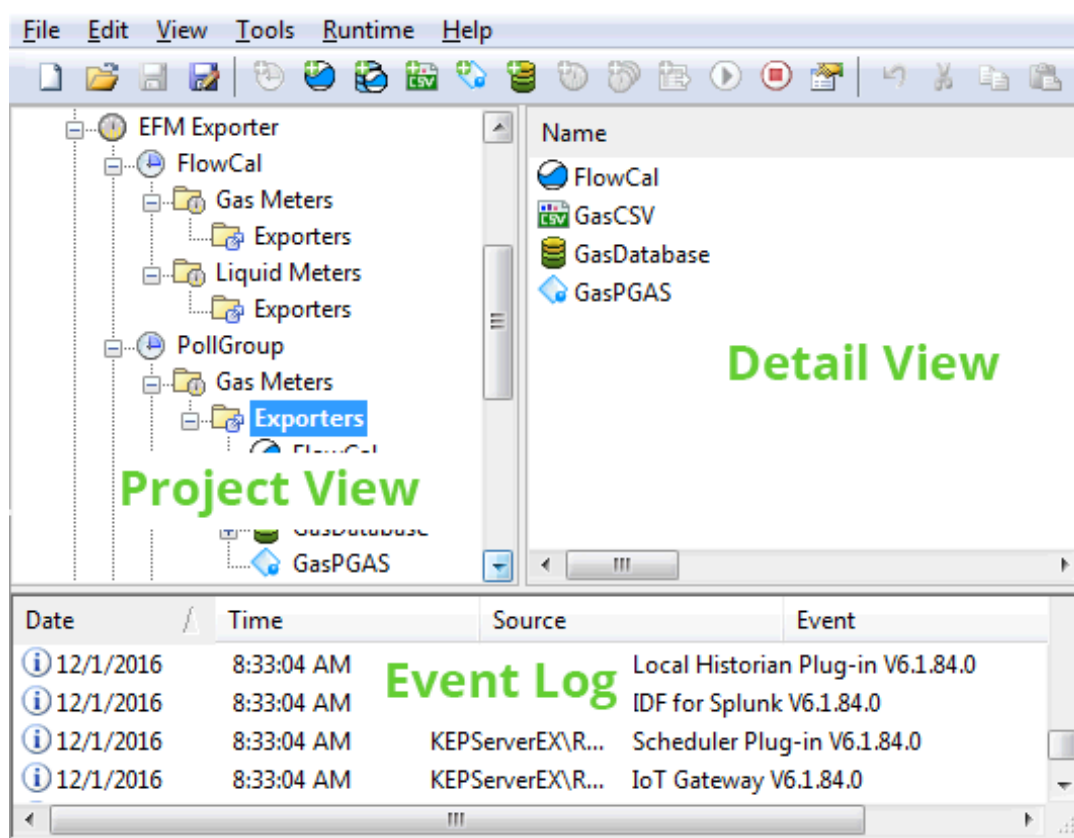 File Edit View Tools Runtime Help
EFM Exporter
FlowCal
Gas Meters
Exporters
Liquid Meters
Exporters
PollGroup
Gas Meters
Exporters
FlowCal
Project View
GasDatabase
GasPGAS
Name
FlowCal
CSV GasCSV
GasDatabase
GasPGAS
Detail View
Date Time Source Event
12/1/2016 8:33:04 AM Local Historian Plug-in V6.1.84.0
Event Log
12/1/2016 8:33:04 AM IDF for Splunk V6.1.84.0
12/1/2016 8:33:04 AM KEPServerEX\R... Scheduler Plug-in V6.1.84.0
12/1/2016 8:33:04 AM KEPServerEX\R... IoT Gateway V6.1.84.0